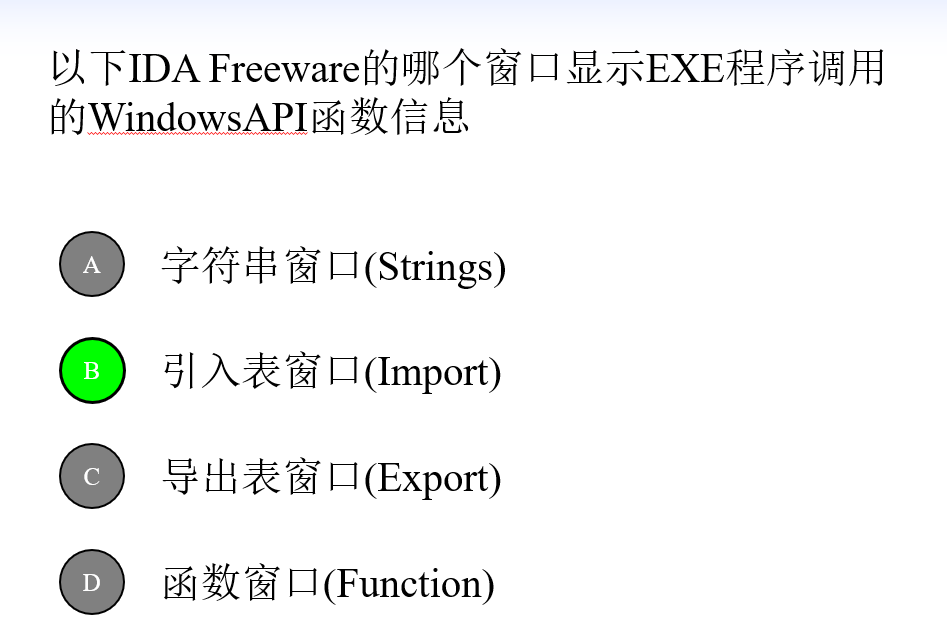 以下IDA Freeware的哪个窗口显示EXE程序调用
的WindowsAPI函数信息
A 字符串窗口(Strings)
B 引入表窗口(Import)
C 导出表窗口(Export)
D 函数窗口(Function)